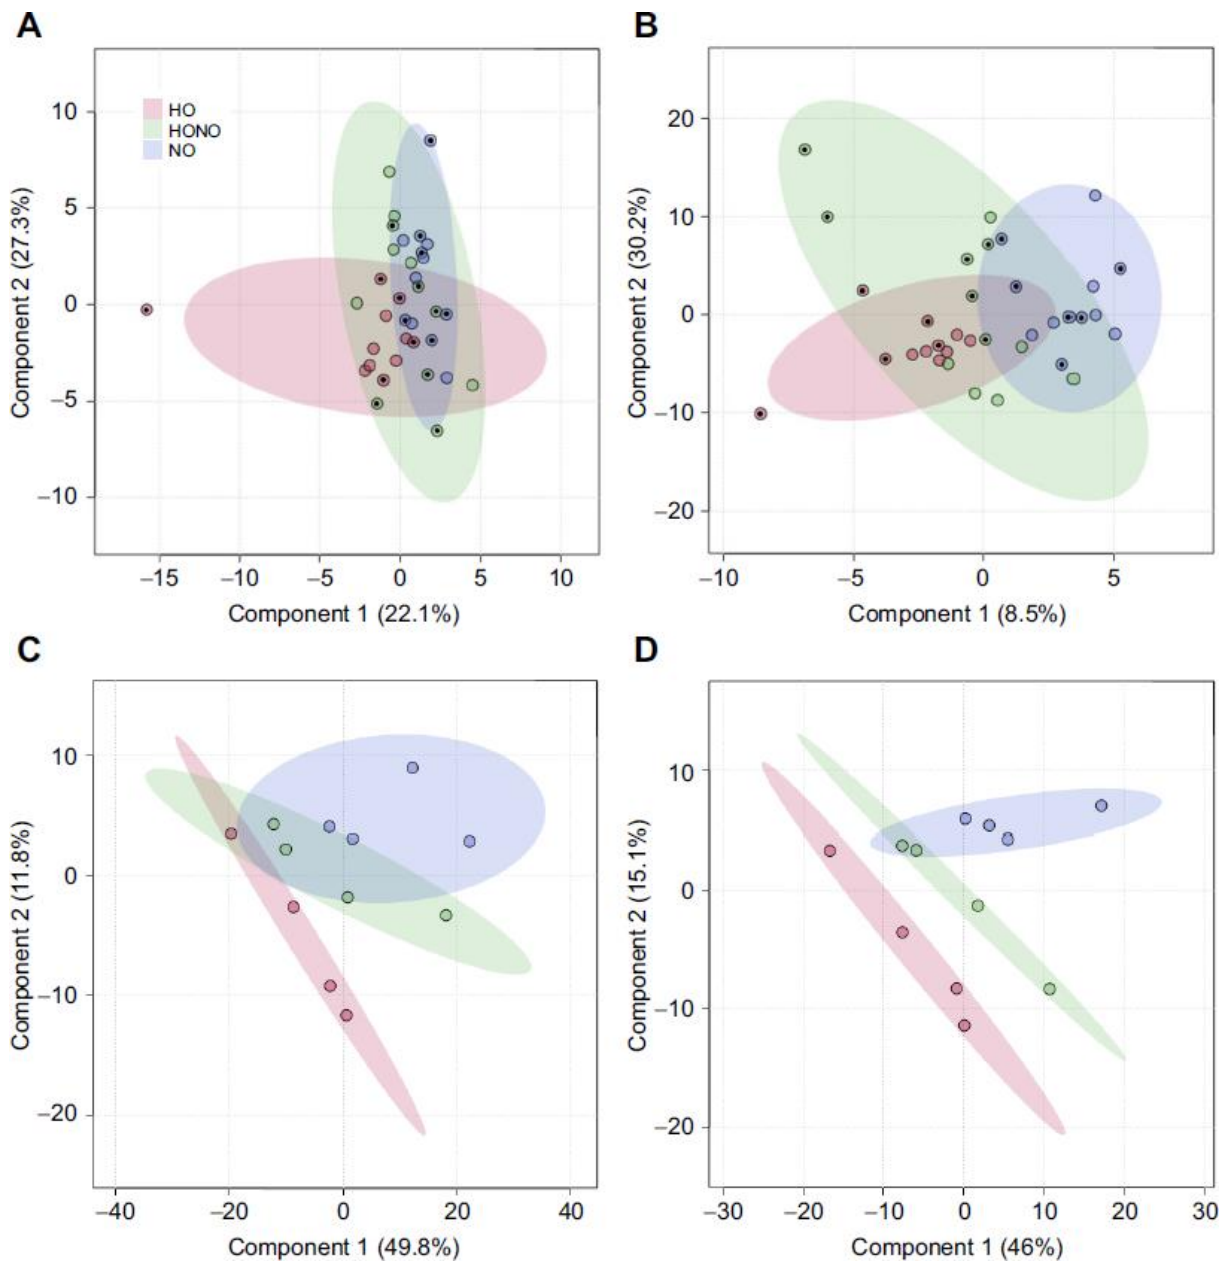 A
B
10
5
0
−5
−10
HO
HONO
NO
Component 2 (27.3%)
−15
−10
−5
0
5
10
Component 1 (22.1%)
20
10
0
−10
−20
Component 2 (30.2%)
−10
−5
0
5
Component 1 (8.5%)
C
D
10
0
−10
−20
Component 2 (11.8%)
−40
−20
0
20
40
Component 1 (49.8%)
10
0
−10
−20
Component 2 (15.1%)
−30
−20
−10
0
10
20
30
Component 1 (46%)